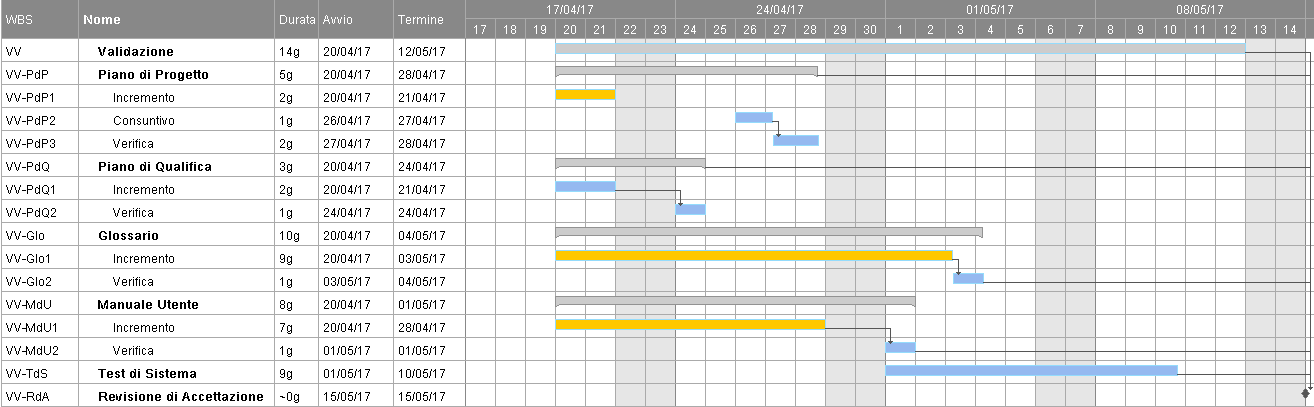 WBS Nome Durata Avvio Termine 17/04/17 24/04/17 01/05/17 08/05/17
17 18 19 20 21 22 23 24 25 26 27 28 29 30 1 2 3 4 5 6 7 8 9 10 11 12 13 14
VV Validazione 14g 20/04/17 12/05/17
VV-PdP Piano di Progetto 5g 20/04/17 28/04/17
VV-PdP1 Incremento 2g 20/04/17 21/04/17
VV-PdP2 Consuntivo 1g 26/04/17 27/04/17
VV-PdP3 Verifica 2g 27/04/17 28/04/17
VV-PdQ Piano di Qualifica 3g 20/04/17 24/04/17
VV-PdQ1 Incremento 2g 20/04/17 21/04/17
VV-PdQ2 Verifica 1g 24/04/17 24/04/17
VV-Glo Glossario 10g 20/04/17 04/05/17
VV-Glo1 Incremento 9g 20/04/17 03/05/17
VV-Glo2 Verifica 1g 03/05/17 04/05/17
VV-MdU Manuale Utente 8g 20/04/17 01/05/17
VV-MdU1 Incremento 7g 20/04/17 28/04/17
VV-MdU2 Verifica 1g 01/05/17 01/05/17
VV-TdS Test di Sistema 9g 01/05/17 10/05/17
VV-RdA Revisione di Accettazione ~0g 15/05/17 15/05/17